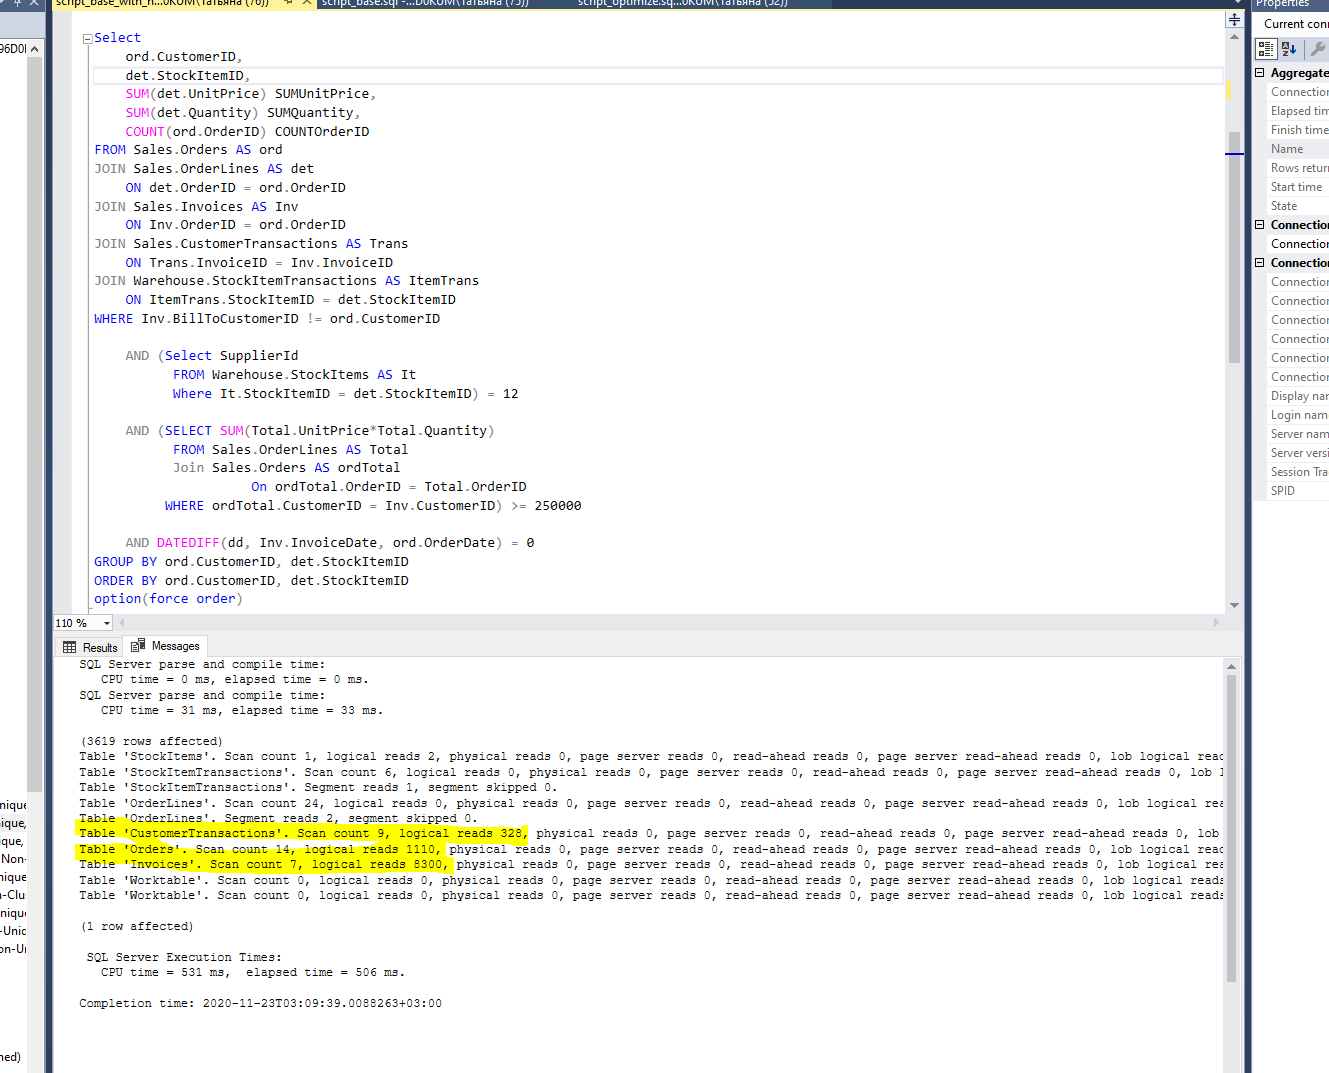 script_base_with_h...0KUM\Татьяна (76))
script_base.sql -...D0KUM\Татьяна (75))
script_optimize.sq...0KUM\Татьяна (52))
Properties
Select
ord.CustomerID,
det.StockItemID,
SUM(det.UnitPrice) SUMUnitPrice,
SUM(det.Quantity) SUMQuantity,
COUNT(ord.OrderID) COUNTOrderID
FROM Sales.Orders AS ord
JOIN Sales.OrderLines AS det
ON det.OrderID = ord.OrderID
JOIN Sales.Invoices AS Inv
ON Inv.OrderID = ord.OrderID
JOIN Sales.CustomerTransactions AS Trans
ON Trans.InvoiceID = Inv.InvoiceID
JOIN Warehouse.StockItemTransactions AS ItemTrans
ON ItemTrans.StockItemID = det.StockItemID
WHERE Inv.BillToCustomerID != ord.CustomerID
AND (Select SupplierId
FROM Warehouse.StockItems AS It
Where It.StockItemID = det.StockItemID) = 12
AND (SELECT SUM(Total.UnitPrice*Total.Quantity)
FROM Sales.OrderLines AS Total
Join Sales.Orders AS ordTotal
On ordTotal.OrderID = Total.OrderID
WHERE ordTotal.CustomerID = Inv.CustomerID) >= 250000
AND DATEDIFF(dd, Inv.InvoiceDate, ord.OrderDate) = 0
GROUP BY ord.CustomerID, det.StockItemID
ORDER BY ord.CustomerID, det.StockItemID
option(force order)
110 %
Results
Messages
SQL Server parse and compile time:
CPU time = 0 ms, elapsed time = 0 ms.
SQL Server parse and compile time:
CPU time = 31 ms, elapsed time = 33 ms.
(3619 rows affected)
Table 'StockItems'. Scan count 1, logical reads 2, physical reads 0, page server reads 0, read-ahead reads 0, page server read-ahead reads 0, lob logical read
Table 'StockItemTransactions'. Scan count 6, logical reads 0, physical reads 0, page server reads 0, read-ahead reads 0, page server read-ahead reads 0, lob l
Table 'StockItemTransactions'. Segment reads 1, segment skipped 0.
Table 'OrderLines'. Scan count 24, logical reads 0, physical reads 0, page server reads 0, read-ahead reads 0, page server read-ahead reads 0, lob logical rea
Table 'OrderLines'. Segment reads 2, segment skipped 0.
Table 'CustomerTransactions'. Scan count 9, logical reads 328, physical reads 0, page server reads 0, read-ahead reads 0, page server read-ahead reads 0, lob
Table 'Orders'. Scan count 14, logical reads 1110, physical reads 0, page server reads 0, read-ahead reads 0, page server read-ahead reads 0, lob logical rea
Table 'Invoices'. Scan count 7, logical reads 8300, physical reads 0, page server reads 0, read-ahead reads 0, page server read-ahead reads 0, lob logical rea
Table 'Worktable'. Scan count 0, logical reads 0, physical reads 0, page server reads 0, read-ahead reads 0, page server read-ahead reads 0, lob logical reads
Table 'Worktable'. Scan count 0, logical reads 0, physical reads 0, page server reads 0, read-ahead reads 0, page server read-ahead reads 0, lob logical reads
(1 row affected)
SQL Server Execution Times:
CPU time = 531 ms, elapsed time = 506 ms.
Completion time: 2020-11-23T03:09:39.0088263+03:00
Current conn
Aggregate
Connection
Elapsed tim
Finish time
Name
Rows return
Start time
State
Connection
Connection
Connection
Connection
Connection
Connection
Connection
Connection
Connection
Display nam
Login name
Server nam
Server versi
Session Tra
SPID